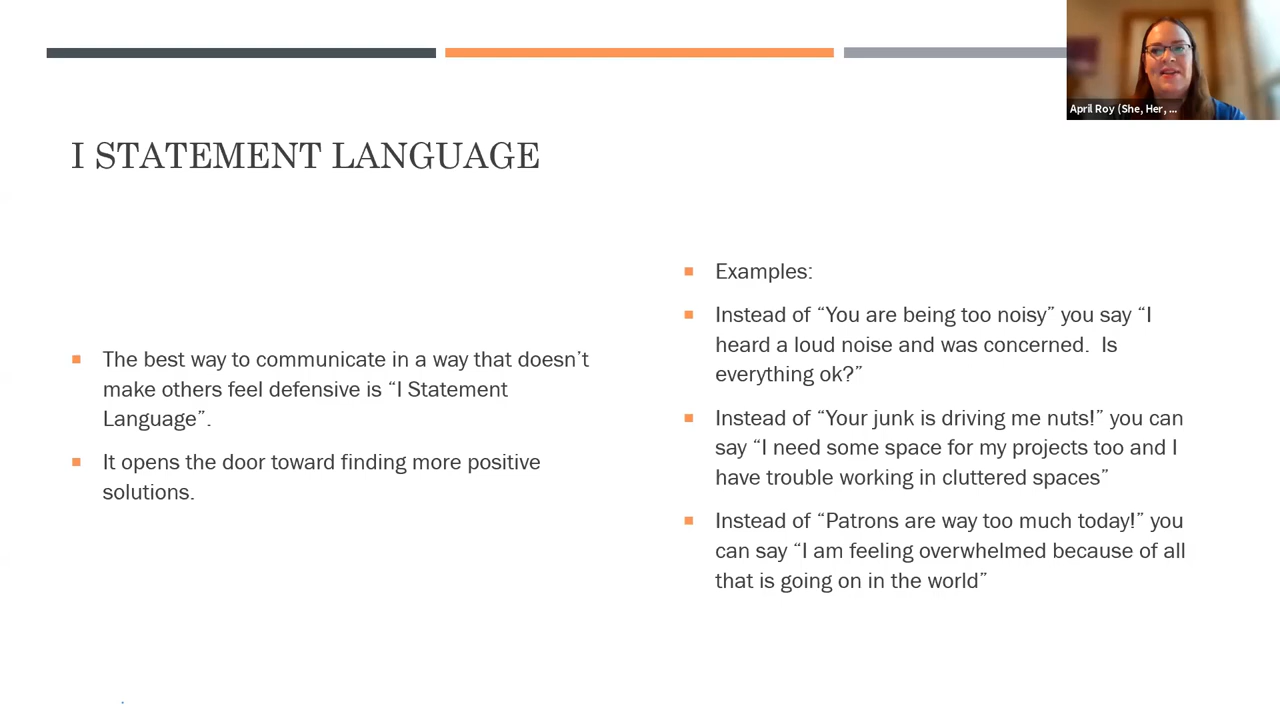 April Roy (She, Her, ...
I STATEMENT LANGUAGE
The best way to communicate in a way that doesn’t
make others feel defensive is “I Statement
Language”.
It opens the door toward finding more positive
solutions.
Examples:
Instead of “You are being too noisy” you say “I
heard a loud noise and was concerned.  Is
everything ok?”
Instead of “Your junk is driving me nuts!” you can
say “I need some space for my projects too and I
have trouble working in cluttered spaces”
Instead of “Patrons are way too much today!” you
can say “I am feeling overwhelmed because of all
that is going on in the world”